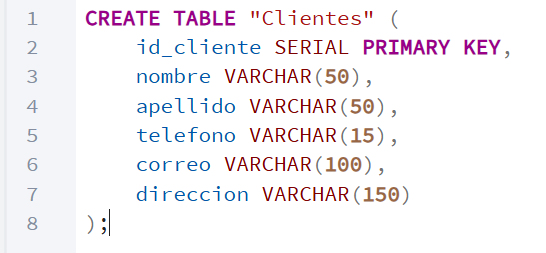 1 CREATE TABLE "Clientes" (
2     id_cliente SERIAL PRIMARY KEY,
3     nombre VARCHAR(50),
4     apellido VARCHAR(50),
5     telefono VARCHAR(15),
6     correo VARCHAR(100),
7     direccion VARCHAR(150)
8 );